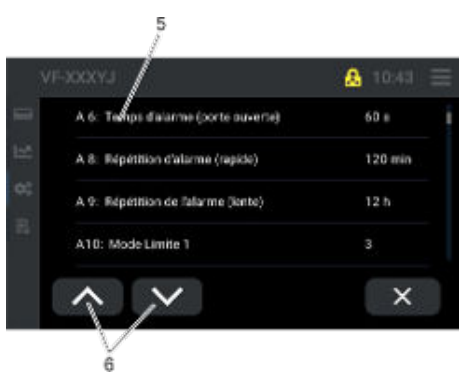 5
VF-XXXYJ 10:43
A 6: Temps d'alarme (porte ouverte) 60 s
A 8: Répétition d'alarme (rapide) 120 min
A 9: Répétition de l'alarme (lente) 12 h
A10: Mode Limite 1 3
6